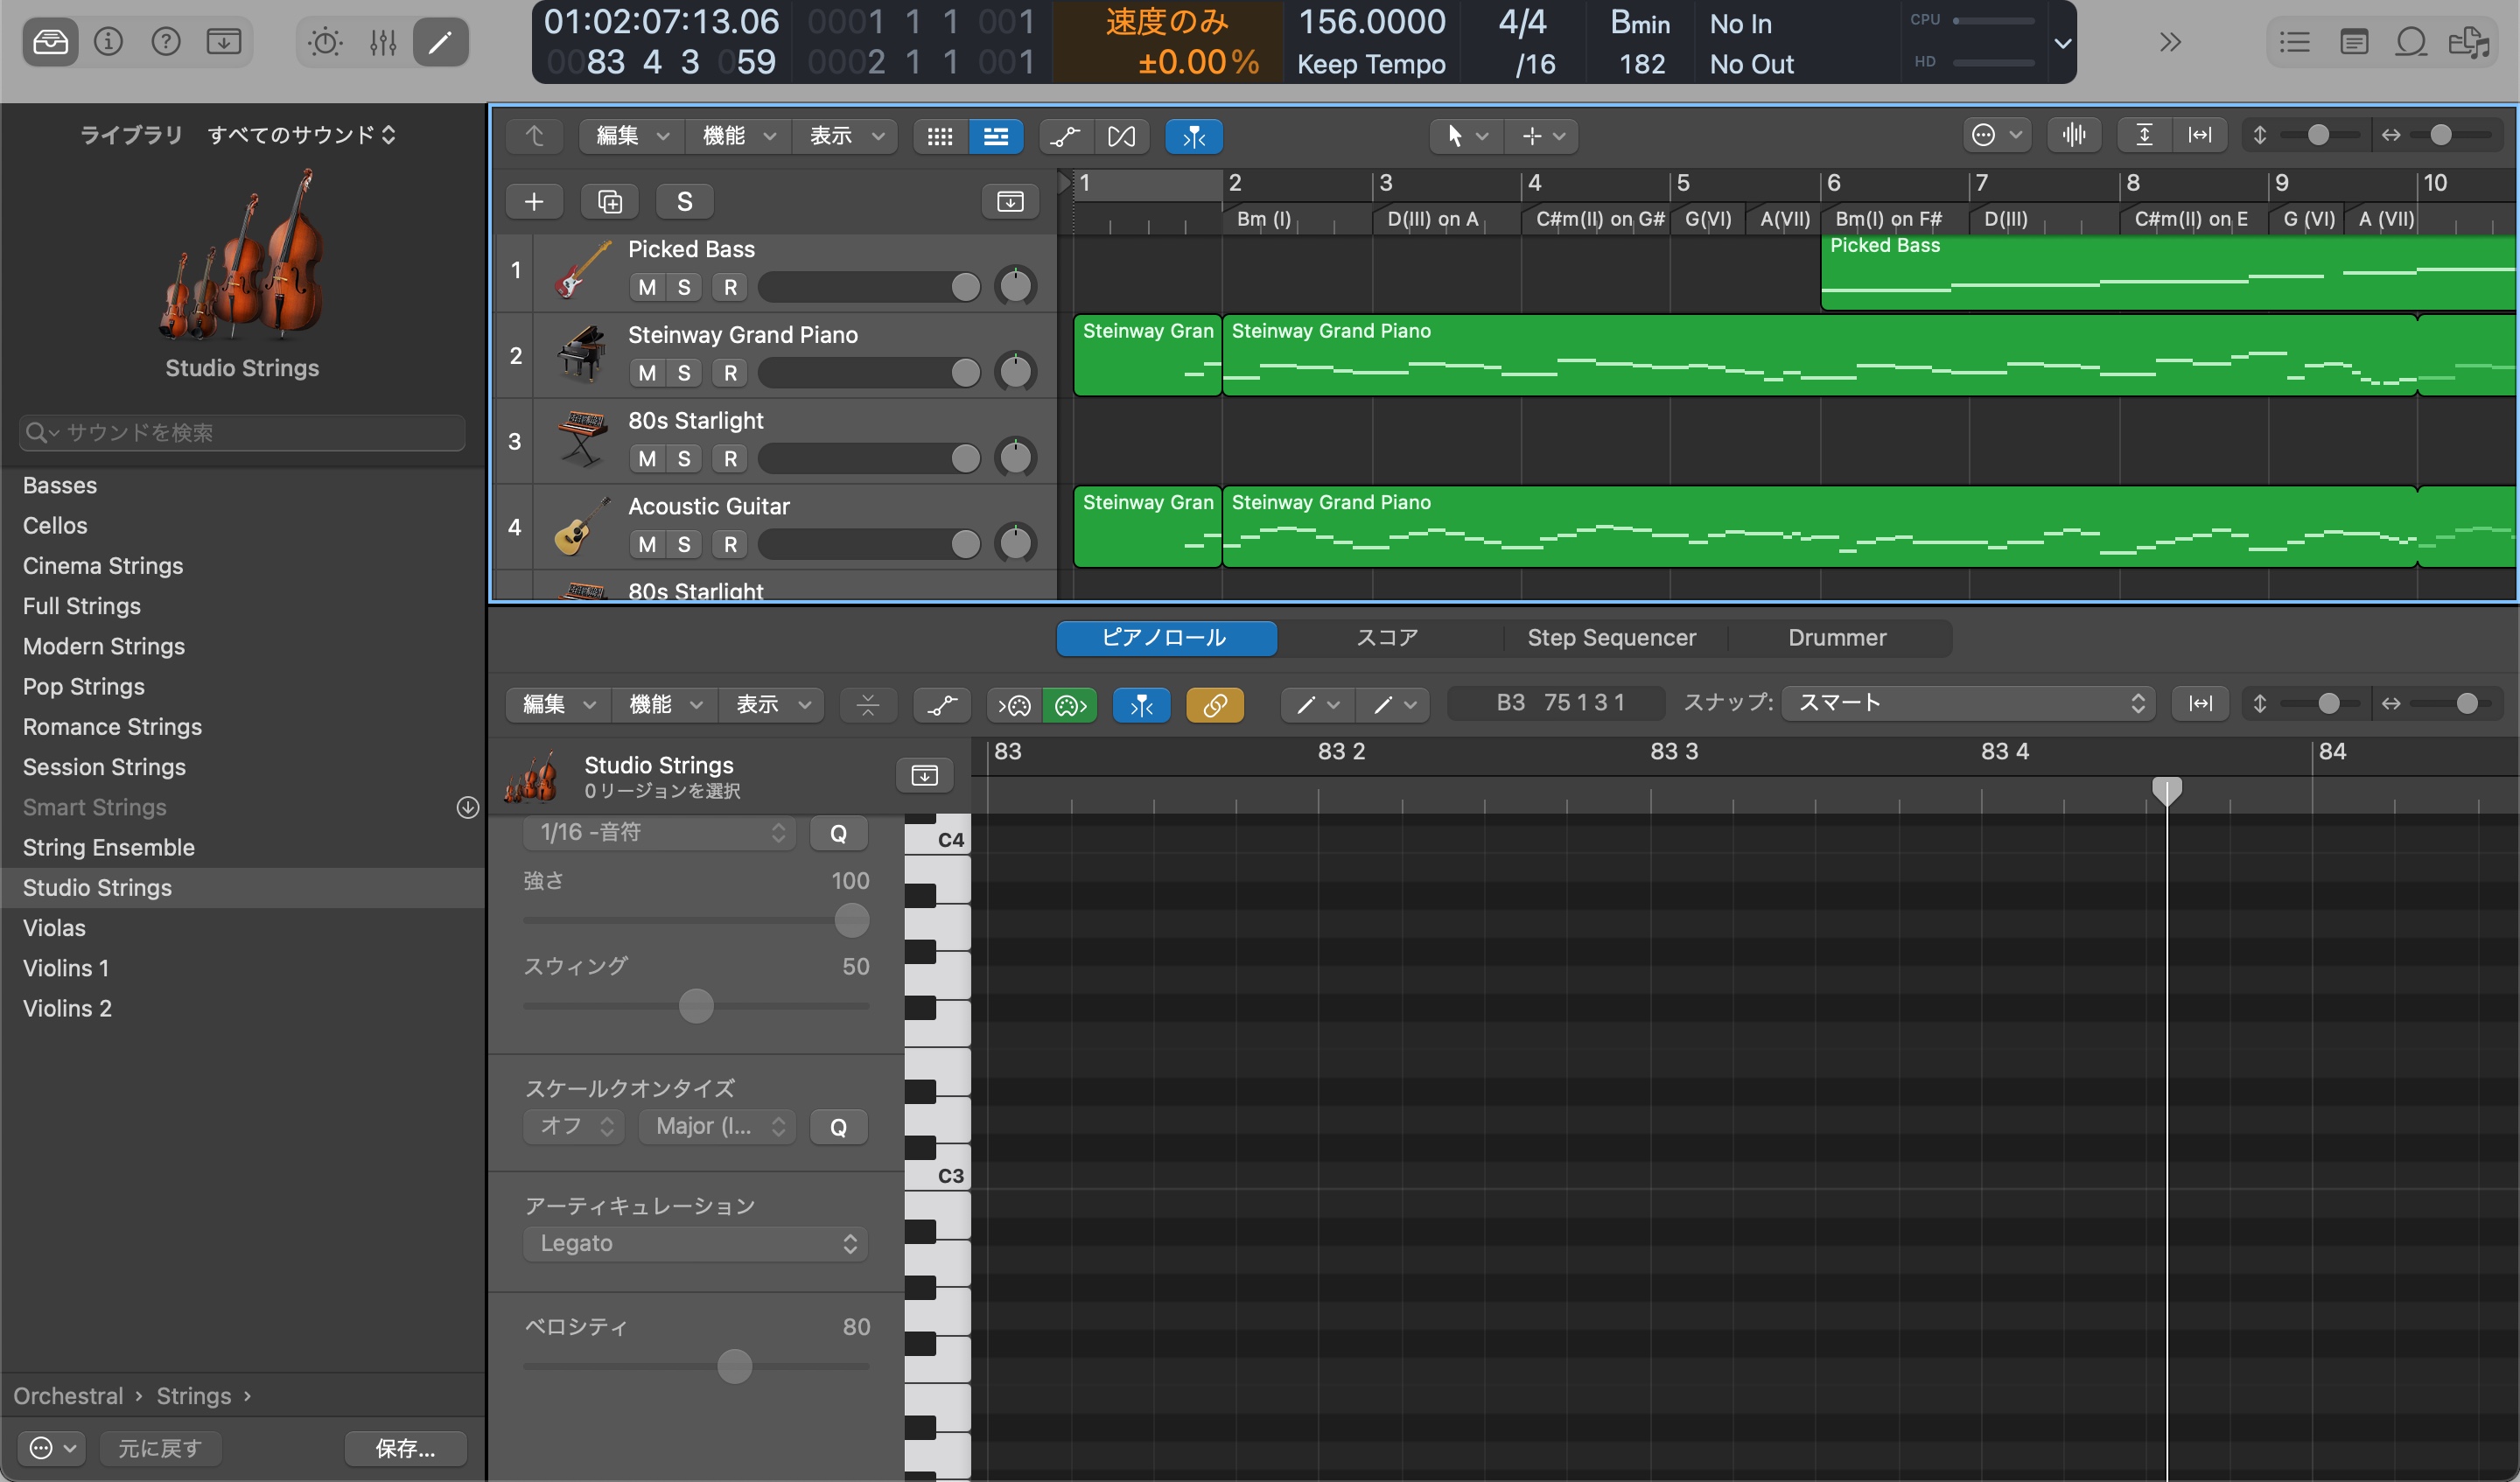 01:02:07:13.06
0083 4 3 059
0001 1 1 001
0002 1 1 001
速度のみ
±0.00%
156.0000
Keep Tempo
4/4
/16
Bmin
182
No In
No Out
CPU
HD
ライブラリ すべてのサウンド
Studio Strings
サウンドを検索
Basses
Cellos
Cinema Strings
Full Strings
Modern Strings
Pop Strings
Romance Strings
Session Strings
Smart Strings
String Ensemble
Studio Strings
Violas
Violins 1
Violins 2
Orchestral › Strings ›
元に戻す 保存...
編集 機能 表示
S
1 2 3 4 5 6 7 8 9 10
Bm (I) D(III) on A C#m(II) on G# G(VI) A(VII) Bm(I) on F# D(III) C#m(II) on E G (VI) A (VII)
1 Picked Bass
M S R
Picked Bass
2 Steinway Grand Piano
M S R
Steinway Gran Steinway Grand Piano
3 80s Starlight
M S R
4 Acoustic Guitar
M S R
Steinway Gran Steinway Grand Piano
80s Starlight
ピアノロール スコア Step Sequencer Drummer
編集 機能 表示 B3 75 1 3 1 スナップ: スマート
Studio Strings
0リージョンを選択
83 83 2 83 3 83 4 84
1/16 -音符 Q
強さ 100
スウィング 50
スケールクオンタイズ
オフ Major (I... Q
アーティキュレーション
Legato
ベロシティ 80
C4
C3